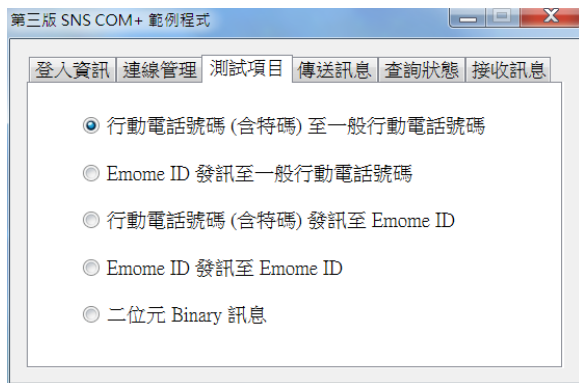 第三版 SNS COM+ 範例程式
登入資訊 連線管理 測試項目 傳送訊息 查詢狀態 接收訊息
行動電話號碼 (含特碼) 至一般行動電話號碼
Emome ID 發訊至一般行動電話號碼
行動電話號碼 (含特碼) 發訊至 Emome ID
Emome ID 發訊至 Emome ID
二位元 Binary 訊息